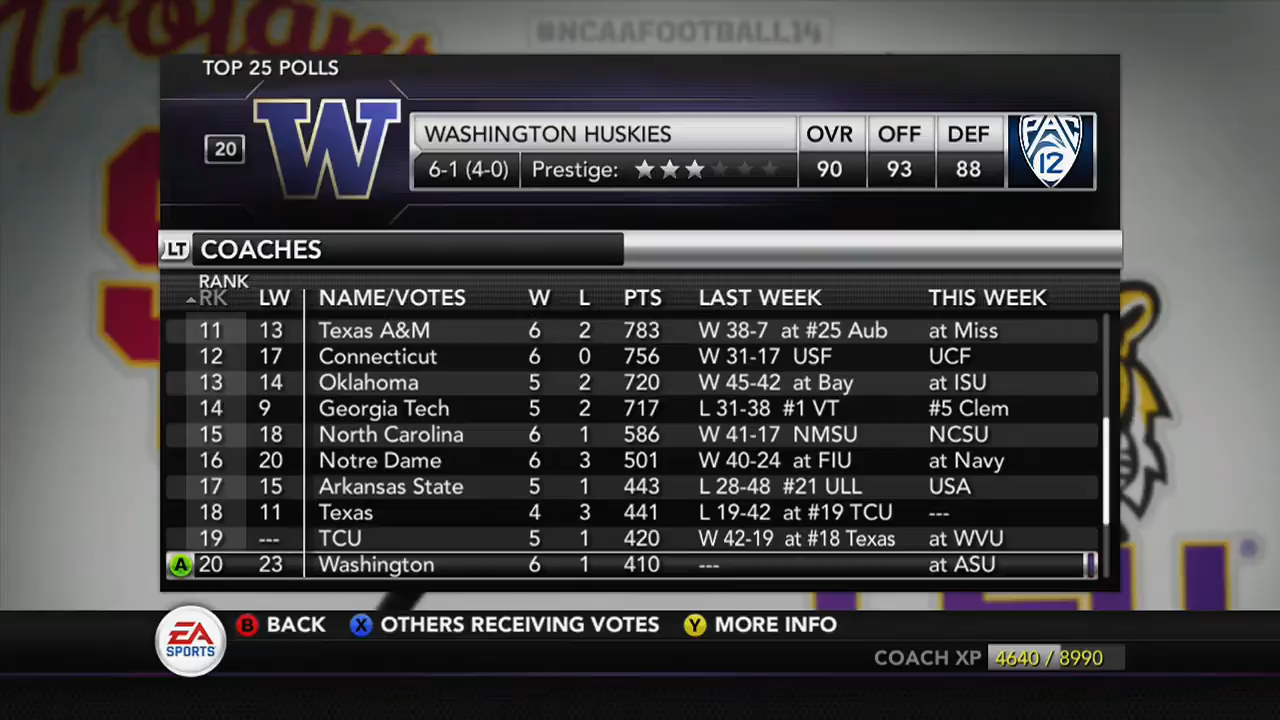 Trojans
#NCAAFOOTBALL14
TOP 25 POLLS
20
W
WASHINGTON HUSKIES
OVR OFF DEF
PAC 12
6-1 (4-0) Prestige:
90 93 88
LT COACHES
RANK
RK LW NAME/VOTES W L PTS LAST WEEK THIS WEEK
11 13 Texas A&M 6 2 783 W 38-7 at #25 Aub at Miss
12 17 Connecticut 6 0 756 W 31-17 USF UCF
13 14 Oklahoma 5 2 720 W 45-42 at Bay at ISU
14 9 Georgia Tech 5 2 717 L 31-38 #1 VT #5 Clem
15 18 North Carolina 6 1 586 W 41-17 NMSU NCSU
16 20 Notre Dame 6 3 501 W 40-24 at FIU at Navy
17 15 Arkansas State 5 1 443 L 28-48 #21 ULL USA
18 11 Texas 4 3 441 L 19-42 at #19 TCU ---
19 --- TCU 5 1 420 W 42-19 at #18 Texas at WVU
A 20 23 Washington 6 1 410 --- at ASU
EA SPORTS
B BACK X OTHERS RECEIVING VOTES Y MORE INFO
COACH XP 4640 / 8990